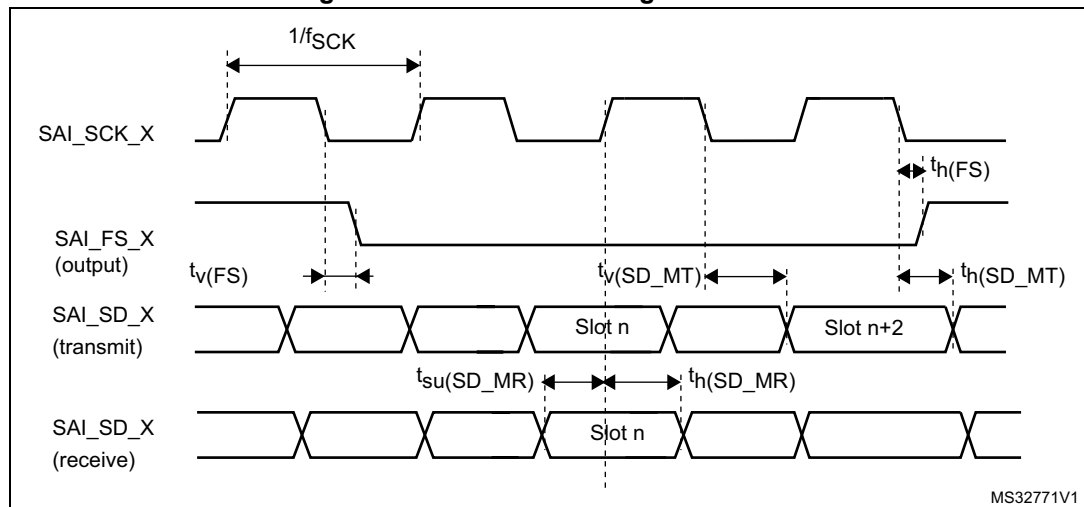 1/fSCK
SAI_SCK_X
th(FS)
SAI_FS_X
(output)
tv(FS)
tv(SD_MT)
th(SD_MT)
SAI_SD_X
(transmit)
Slot n
Slot n+2
tsu(SD_MR)
th(SD_MR)
SAI_SD_X
(receive)
Slot n
MS32771V1